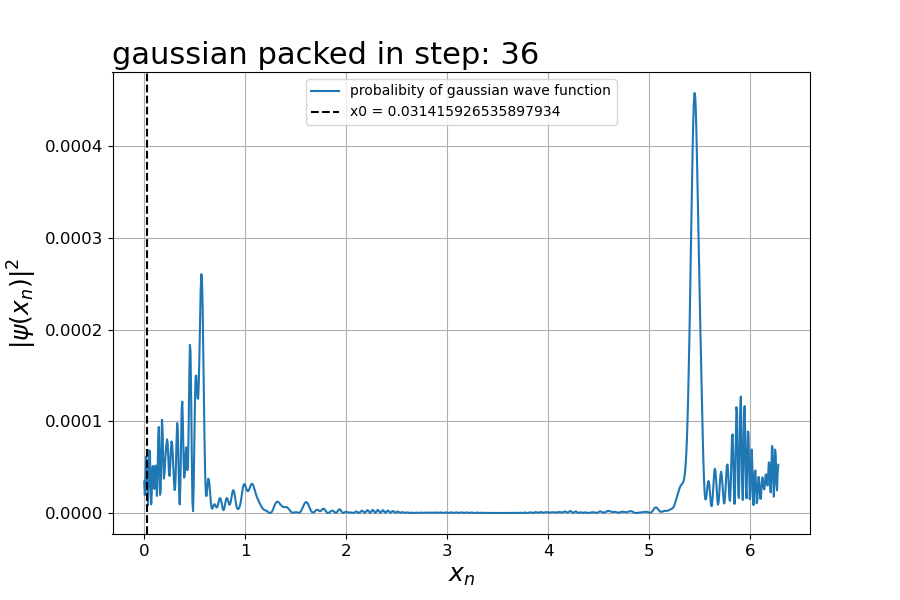 gaussian packed in step: 36
probalibity of gaussian wave function
x0 = 0.031415926535897934
|ψ(xₙ)|²
0.0004
0.0003
0.0002
0.0001
0.0000
0 1 2 3 4 5 6
xₙ